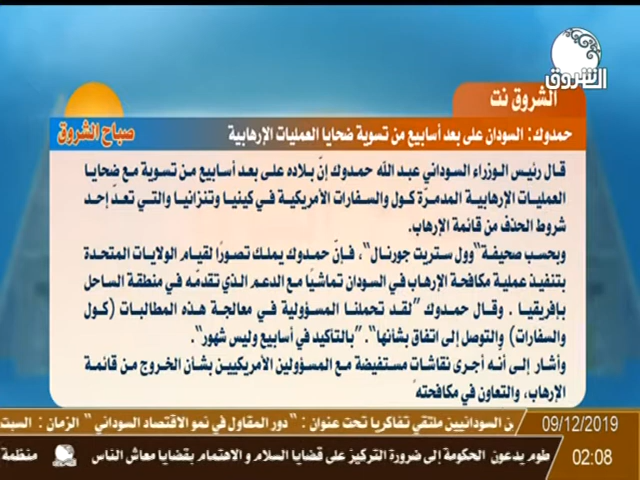 الشروق
الشروق نت
صباح الشروق
حمدوك: السودان على بعد أسابيع من تسوية ضحايا العمليات الإرهابية
قال رئيس الوزراء السوداني عبد الله حمدوك إنّ بلاده على بعد أسابيع من تسوية مع ضحايا
العمليات الإرهابية المدمرّة كول والسفارات الأمريكية في كينيا وتنزانيا والتي تعدّ إحد
شروط الحذف من قائمة الإرهاب.
وبحسب صحيفة "وول ستريت جورنال"، فإنّ حمدوك يملك تصورًا لقيام الولايات المتحدة
بتنفيذ عملية مكافحة الإرهاب في السودان تماشيًا مع الدعم الذي تقدّمه في منطقة الساحل
بإفريقيا . وقال حمدوك "لقد تحملنا المسؤولية في معالجة هذه المطالبات (كول
والسفارات) والتوصل إلى اتفاق بشأنها". "بالتأكيد في أسابيع وليس شهور".
وأشار إلى أنه أجرى نقاشات مستفيضة مع المسؤولين الأمريكيين بشأن الخروج من قائمة
الإرهاب، والتعاون في مكافحته
09/12/2019 ن السودانيين ملتقي تفاكريا تحت عنوان : "دور المقاول في نمو الاقتصاد السوداني " الزمان : السبت
02:08 طوم يدعون الحكومة إلى ضرورة التركيز على قضايا السلام و الاهتمام بقضايا معاش الناس الشروق منظمة